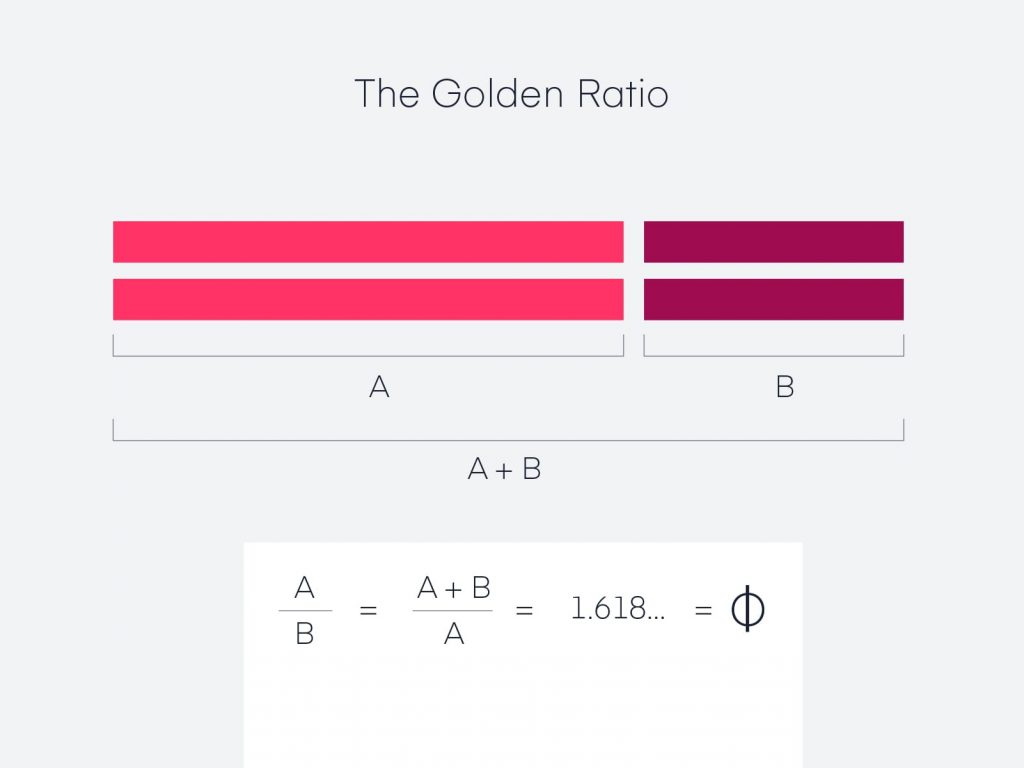 The Golden Ratio
A B
A + B
A A + B
= = 1.618... = ϕ
B A